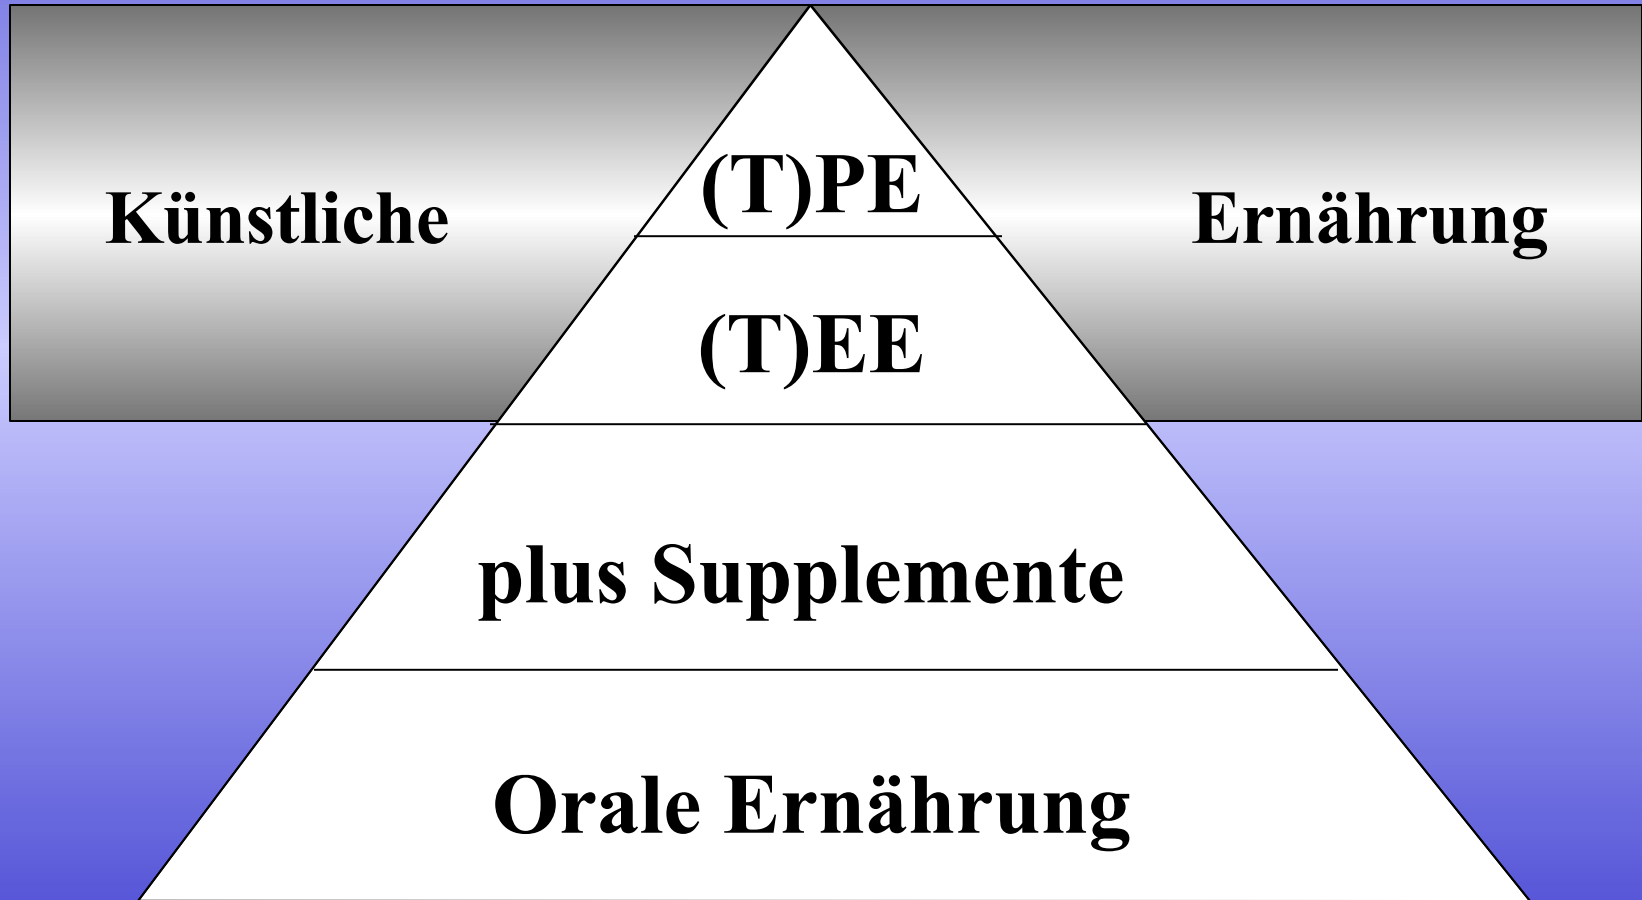 (T)PE
Künstliche Ernährung
(T)EE
plus Supplemente
Orale Ernährung